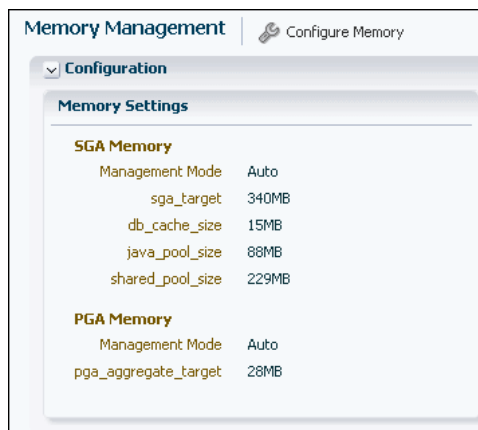 Memory Management Configure Memory
Configuration
Memory Settings
SGA Memory
Management Mode Auto
sga_target 340MB
db_cache_size 15MB
java_pool_size 88MB
shared_pool_size 229MB
PGA Memory
Management Mode Auto
pga_aggregate_target 28MB